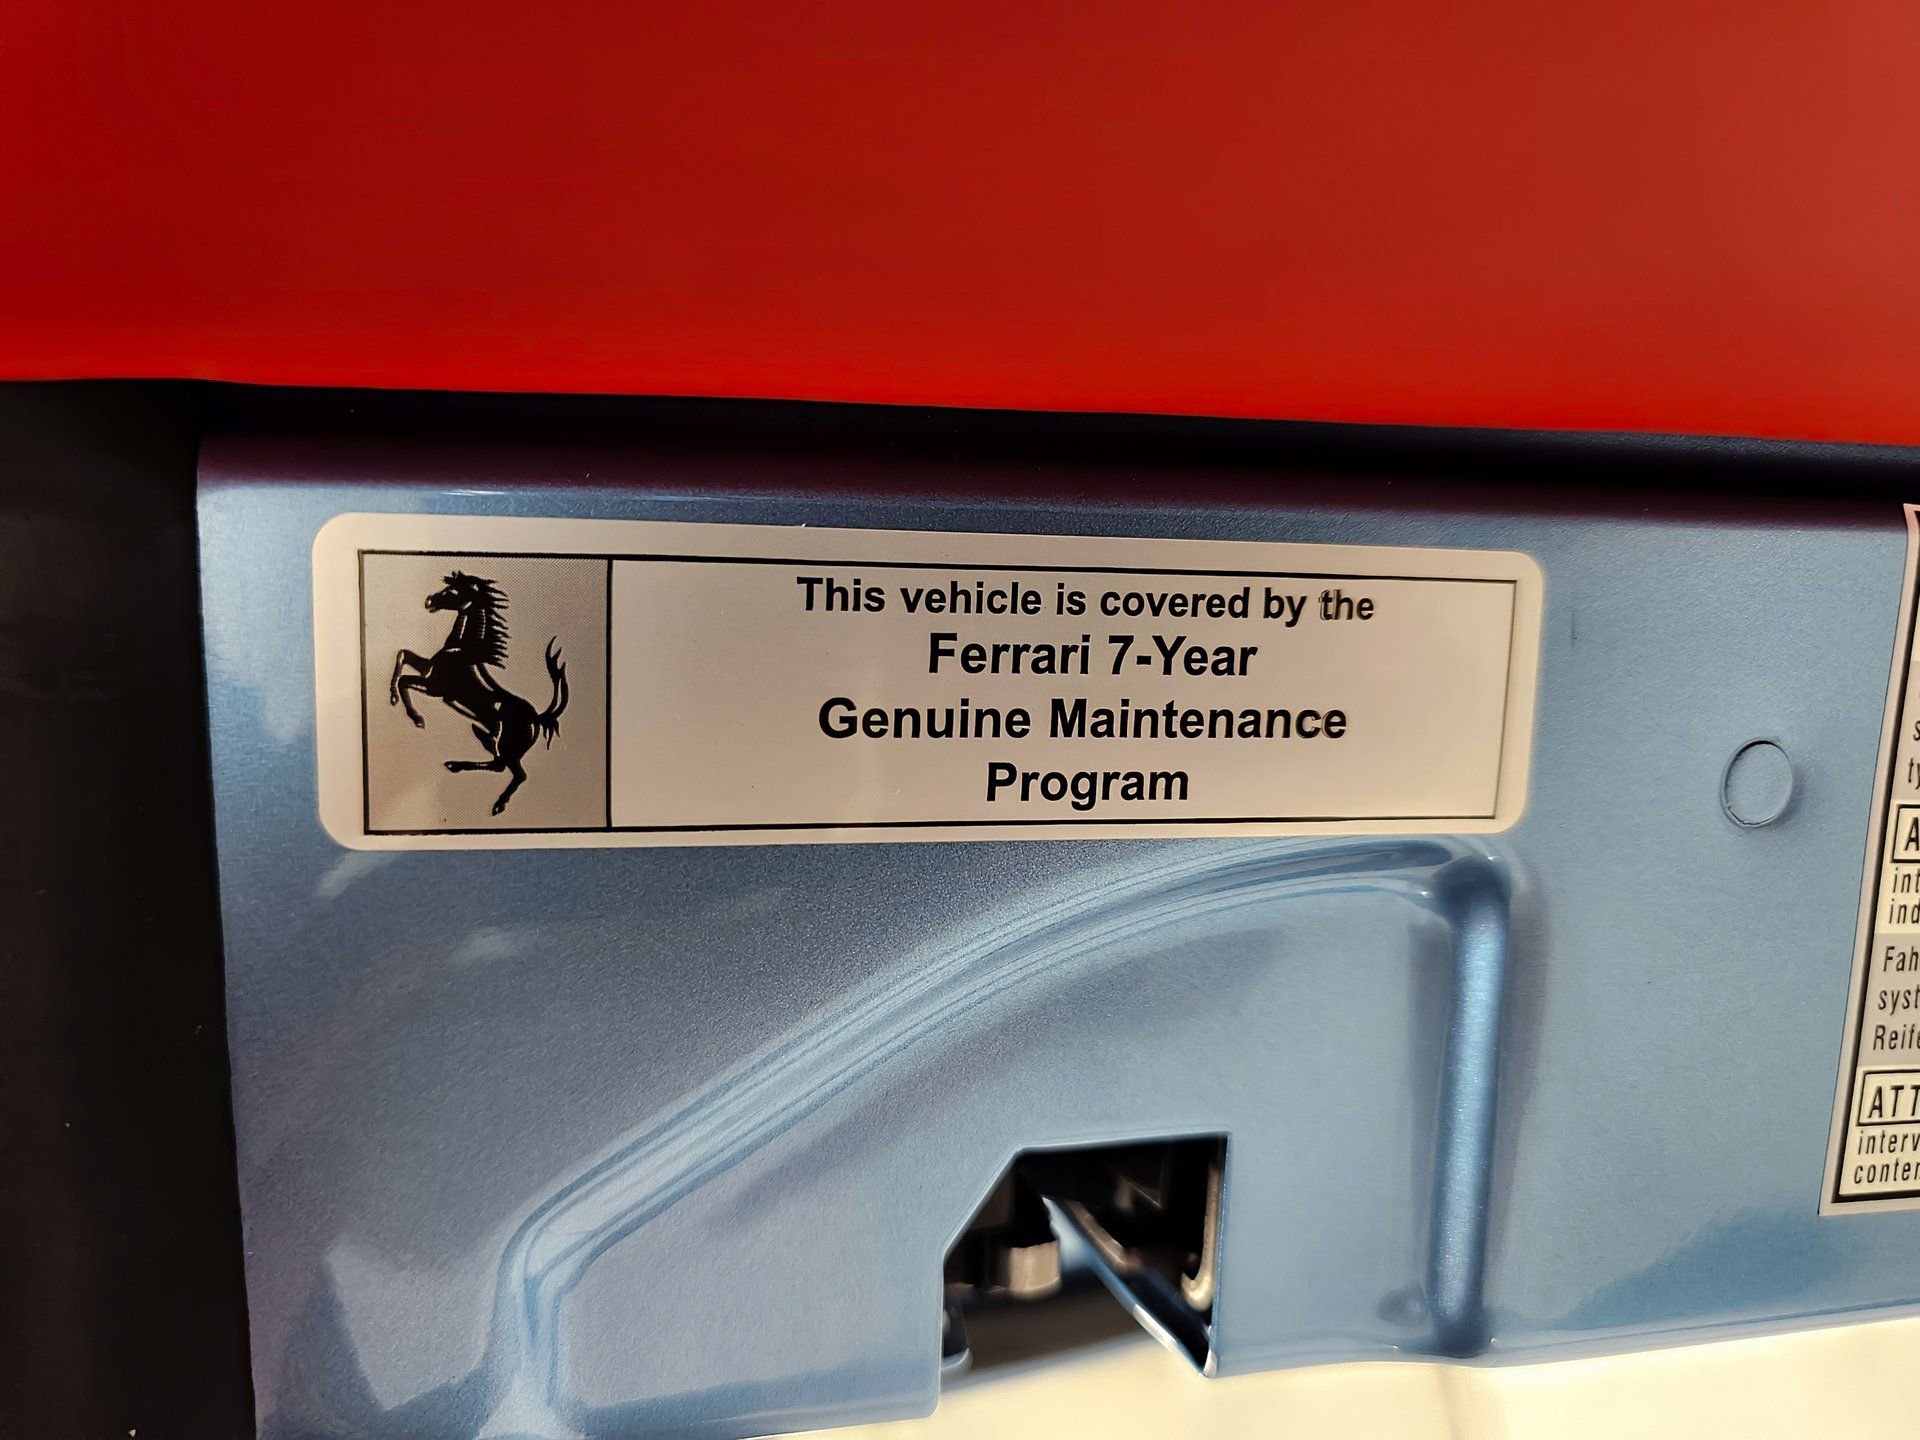 This vehicle is covered by the
Ferrari 7-Year
Genuine Maintenance
Program